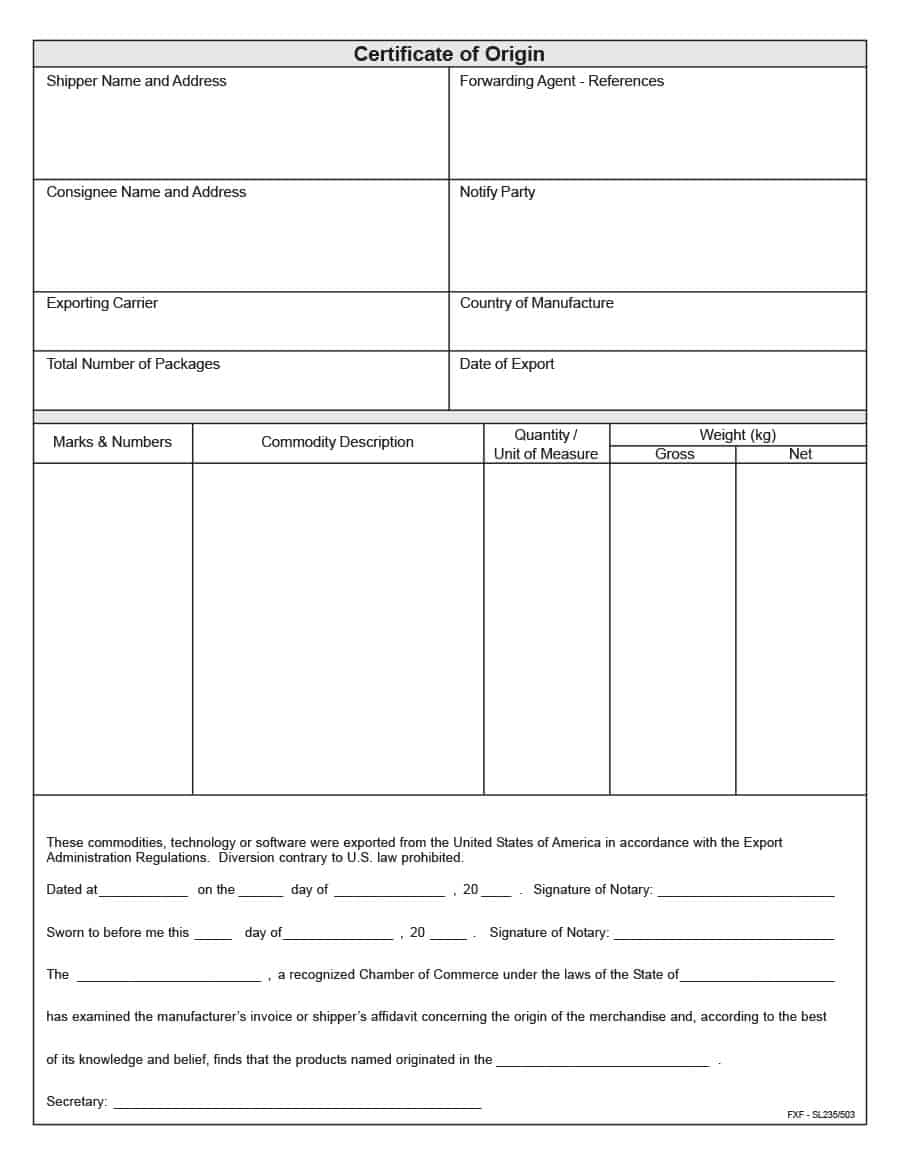 Certificate of Origin
Shipper Name and Address
Forwarding Agent - References
Consignee Name and Address
Notify Party
Exporting Carrier
Country of Manufacture
Total Number of Packages
Date of Export
Marks & Numbers
Commodity Description
Quantity /
Unit of Measure
Weight (kg)
Gross
Net
These commodities, technology or software were exported from the United States of America in accordance with the Export
Administration Regulations.  Diversion contrary to U.S. law prohibited.
Dated at____________ on the ______ day of _______________ , 20____ . Signature of Notary: ________________________
Sworn to before me this _____ day of_______________ , 20 _____ . Signature of Notary: ______________________________
The _________________________ , a recognized Chamber of Commerce under the laws of the State of_____________________
has examined the manufacturer's invoice or shipper's affidavit concerning the origin of the merchandise and, according to the best
of its knowledge and belief, finds that the products named originated in the _____________________________ .
Secretary: __________________________________________________
FXF - SL235/503